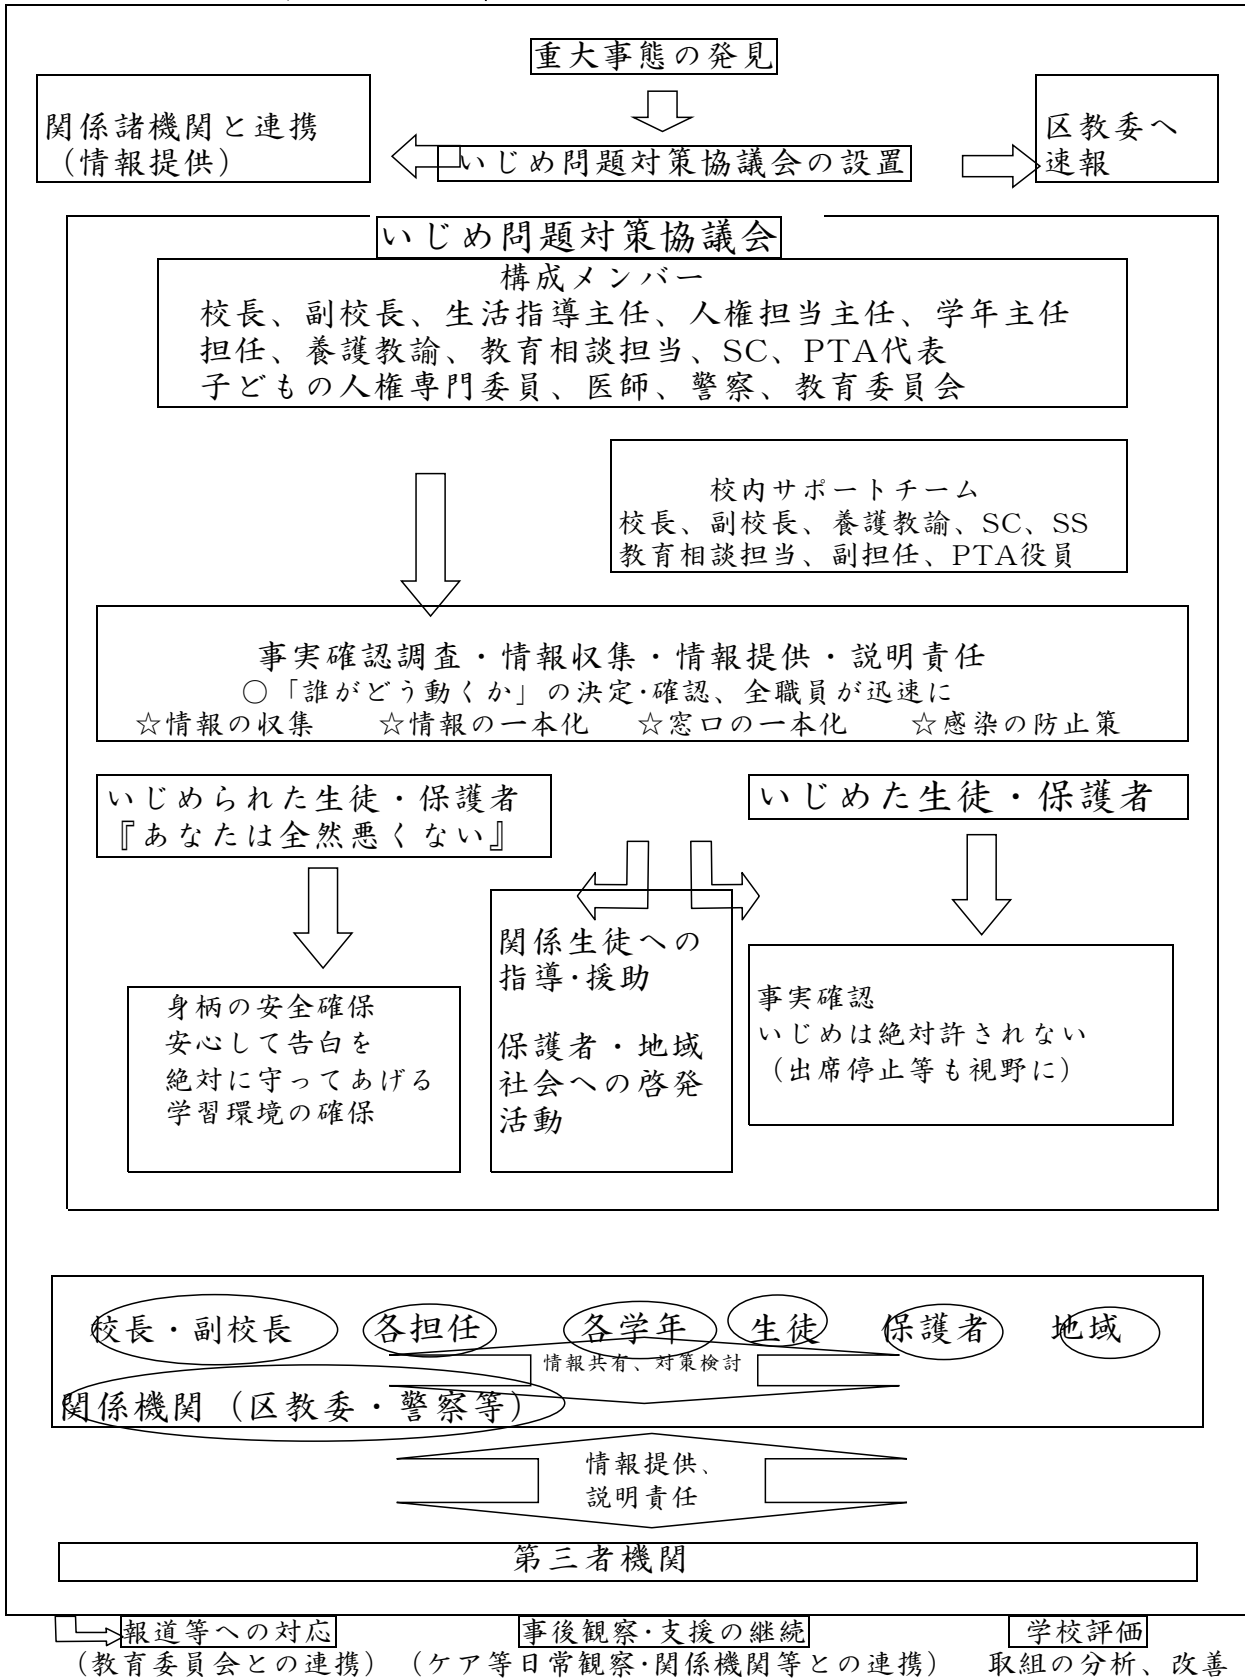 重大事態の発見
関係諸機関と連携
（情報提供）
いじめ問題対策協議会の設置
区教委へ
速報
いじめ問題対策協議会
構成メンバー
校長、副校長、生活指導主任、人権担当主任、学年主任
担任、養護教諭、教育相談担当、SC、PTA代表
子どもの人権専門委員、医師、警察、教育委員会
校内サポートチーム
校長、副校長、養護教諭、SC、SS
教育相談担当、副担任、PTA役員
事実確認調査・情報収集・情報提供・説明責任
○「誰がどう動くか」の決定･確認、全職員が迅速に
☆情報の収集　　☆情報の一本化　　☆窓口の一本化　　☆感染の防止策
いじめられた生徒・保護者
『あなたは全然悪くない』
いじめた生徒・保護者
身柄の安全確保
安心して告白を
絶対に守ってあげる
学習環境の確保
関係生徒への
指導･援助
保護者・地域
社会への啓発
活動
事実確認
いじめは絶対許されない
（出席停止等も視野に）
校長・副校長　各担任　各学年　生徒　保護者　地域
情報共有、対策検討
関係機関（区教委・警察等）
情報提供、
説明責任
第三者機関
報道等への対応　事後観察･支援の継続　学校評価
（教育委員会との連携）（ケア等日常観察･関係機関等との連携）　取組の分析、改善